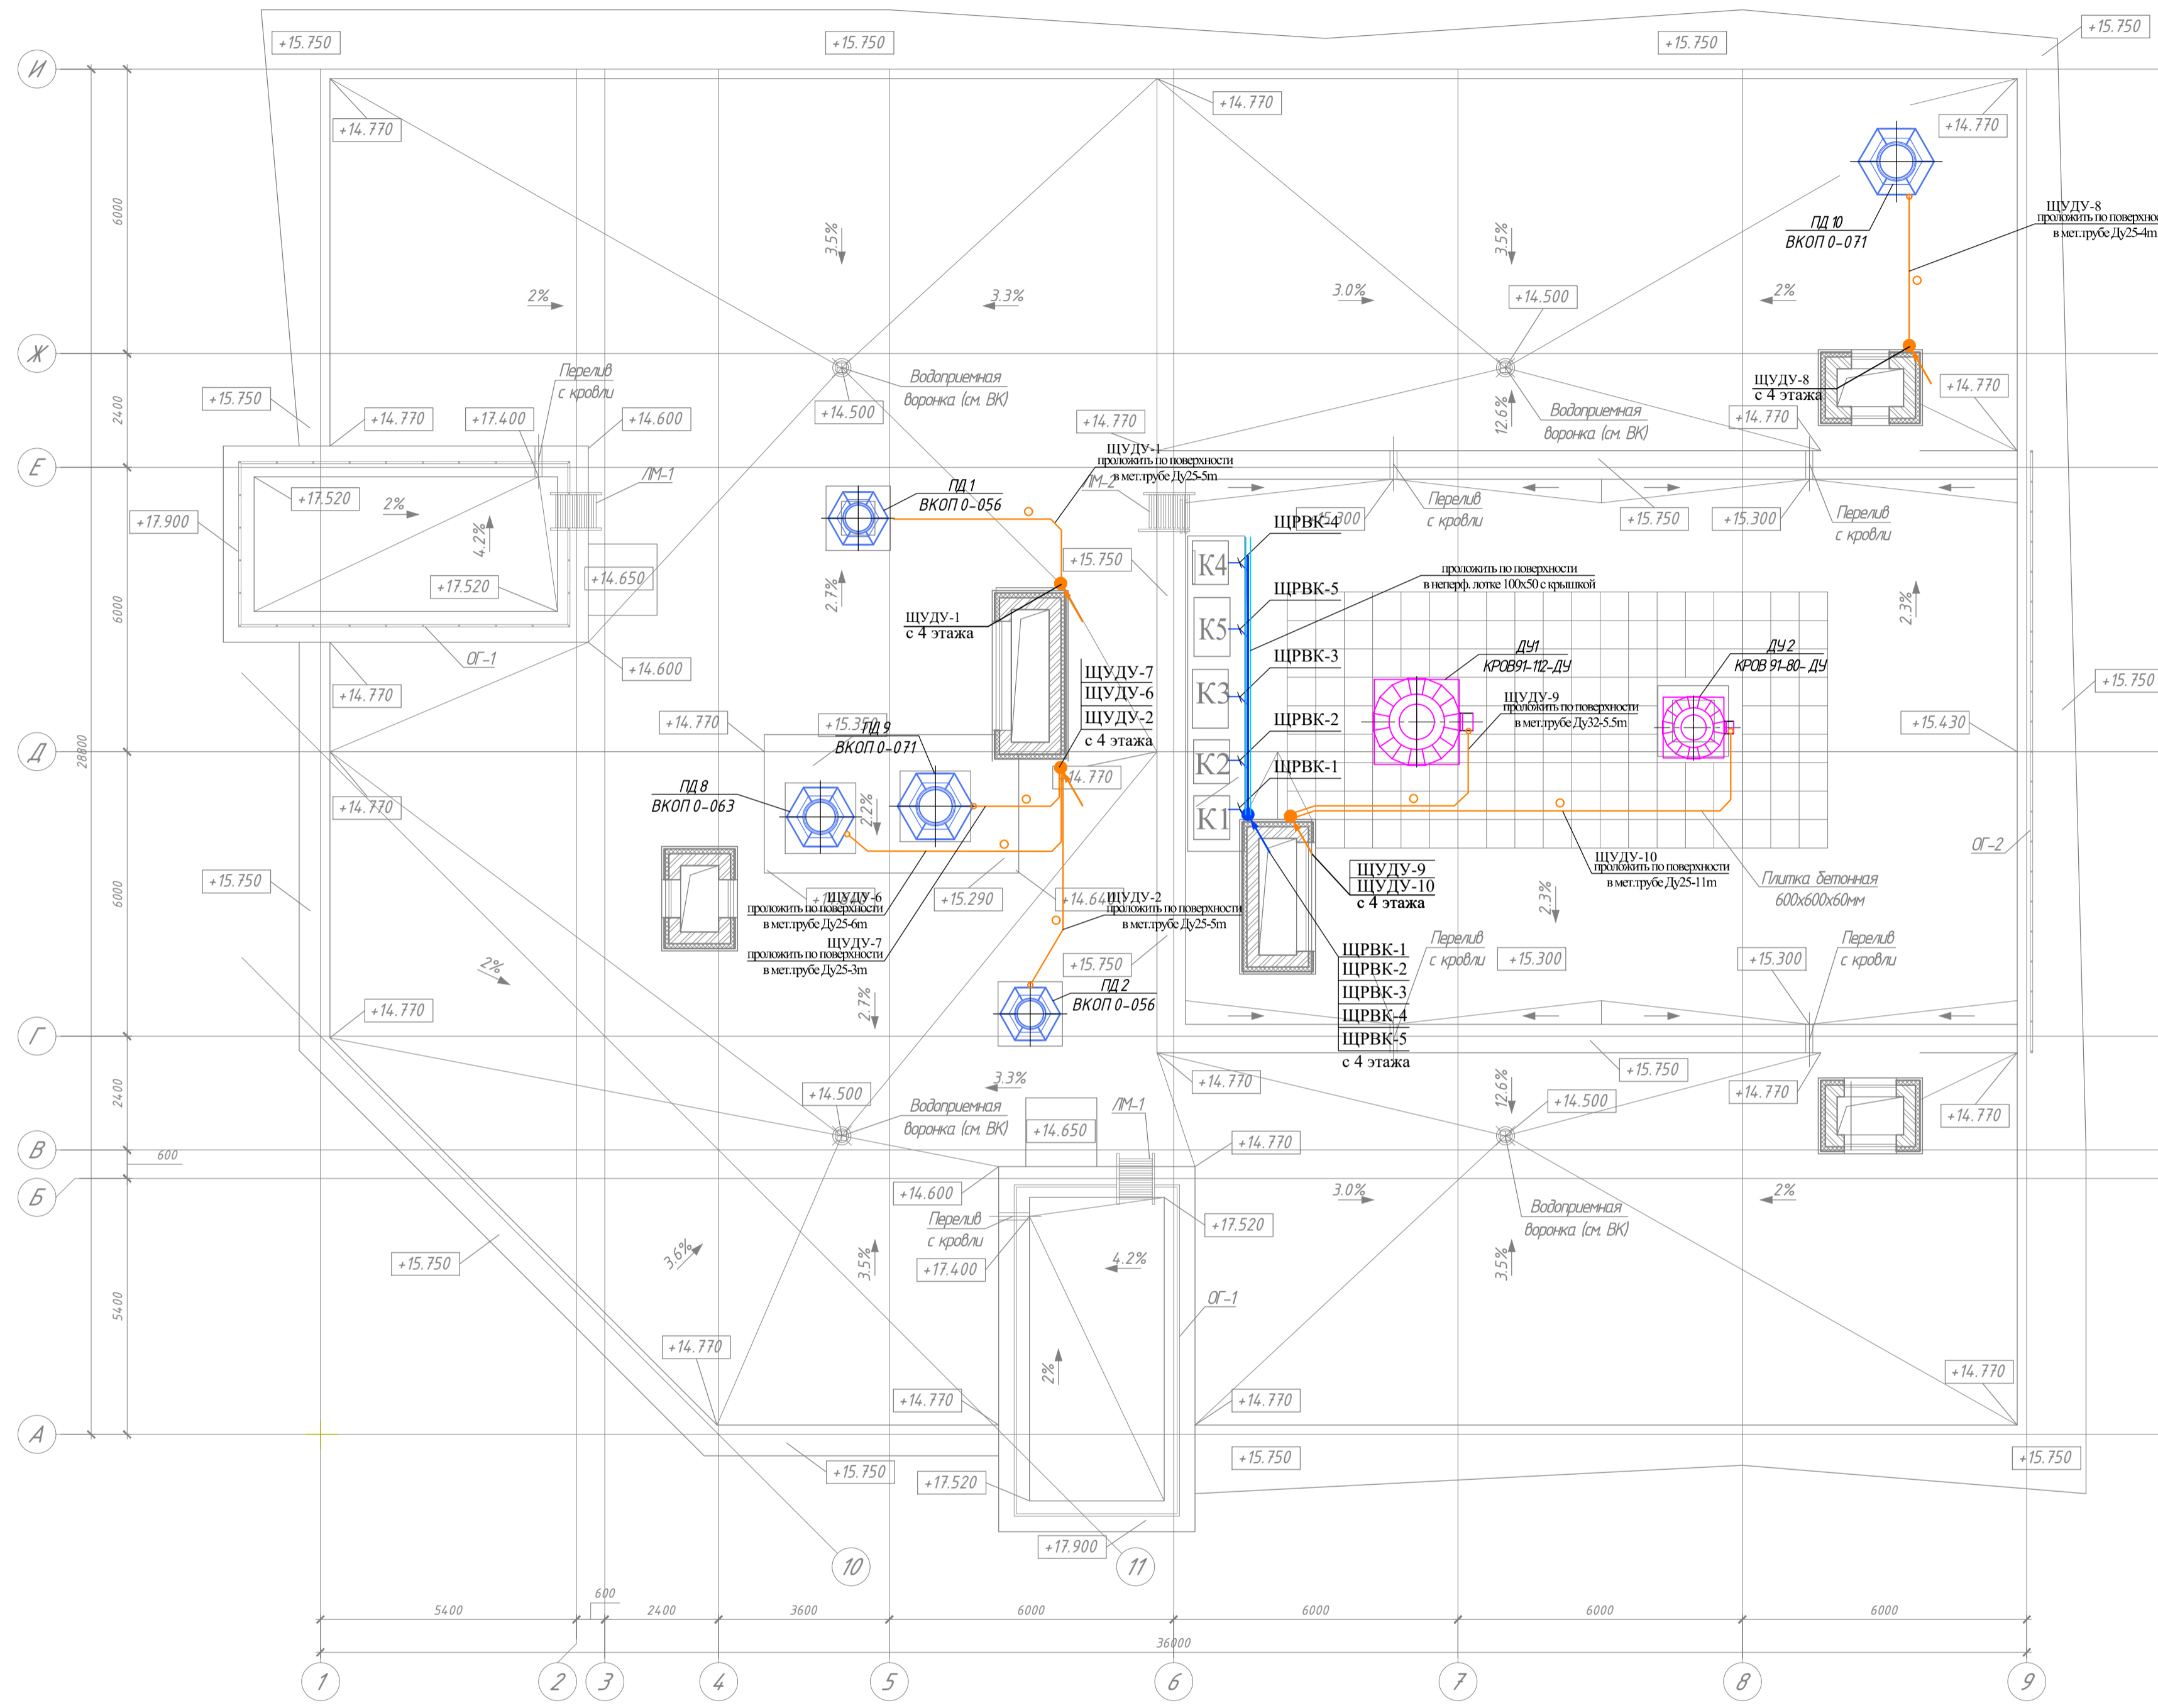 +15.750
+15.750
+15.750
+15.750
И
+14.770
+14.770
+14.770
6000
3.5%
3.5%
ПД 10
ВКОП 0-071
ЩУДУ-8
в мет.трубе Ду25-4m
2%
3.3%
3.0%
+14.500
2%
Ж
Перелив
с кровли
Водоприемная
воронка (см. ВК)
+14.500
ЩУДУ-8
с 4 этажа
+14.770
+15.750
2400
+14.770
+17.400
+14.600
+14.770
12.6%
Водоприемная
воронка (см. ВК)
+14.770
Е
ЛМ-1
ЩУДУ-1
проложить по поверхности
в мет.трубе Ду25-5m
ЛМ-2
+17.520
2%
+17.900
4.2%
ПД 1
ВКОП 0-056
ЩРВК-4
+15.300
Перелив
с кровли
+15.750
+15.300
Перелив
с кровли
6000
+17.520
+14.650
2.7%
+15.750
К4
проложить по поверхности
в неперф. лотке 100х50 с крышкой
ЩРВК-5
2.3%
ЩУДУ-1
с 4 этажа
К5
ОГ-1
+14.600
ЩРВК-3
ДУ1
КРОВ91-112-ДУ
ДУ 2
КРОВ 91-80- ДУ
ЩУДУ-7
ЩУДУ-6
ЩУДУ-2
с 4 этажа
К3
+15.750
+14.770
ЩУДУ-9
проложить по поверхности
в мет.трубе Ду32-5.5m
+14.770
+15.350
ПД 9
ВКОП 0-071
ЩРВК-2
+15.430
Д
28800
К2
ЩРВК-1
+14.770
ПД 8
ВКОП 0-063
+14.770
2.2%
К1
ОГ-2
+15.750
6000
ЩУДУ-9
ЩУДУ-10
с 4 этажа
ЩУДУ-10
проложить по поверхности
в мет.трубе Ду25-11m
Плитка бетонная
600х600х60мм
2.3%
ЩУДУ-6
проложить по поверхности
в мет.трубе Ду25-6m
+15.290
+14.640
ЩУДУ-2
проложить по поверхности
в мет.трубе Ду25-5m
ЩУДУ-7
проложить по поверхности
в мет.трубе Ду25-3m
ЩРВК-1
ЩРВК-2
ЩРВК-3
ЩРВК-4
ЩРВК-5
с 4 этажа
Перелив
с кровли
+15.300
+15.300
Перелив
с кровли
2%
+15.750
ПД 2
ВКОП 0-056
+14.770
2.7%
Г
2400
3.3%
+14.500
Водоприемная
воронка (см. ВК)
ЛМ-1
+14.650
+14.770
12.6%
+14.500
+15.750
+14.770
+14.770
В
600
+14.770
Б
+14.600
Перелив
с кровли
+17.520
3.0%
2%
Водоприемная
воронка (см. ВК)
+15.750
3.6%
3.5%
+17.400
4.2%
3.5%
5400
ОГ-1
+14.770
2%
+14.770
+14.770
+14.770
А
+15.750
+17.520
+15.750
+15.750
+17.900
10
11
5400
600
2400
3600
6000
6000
6000
6000
36000
1
2
3
4
5
6
7
8
9